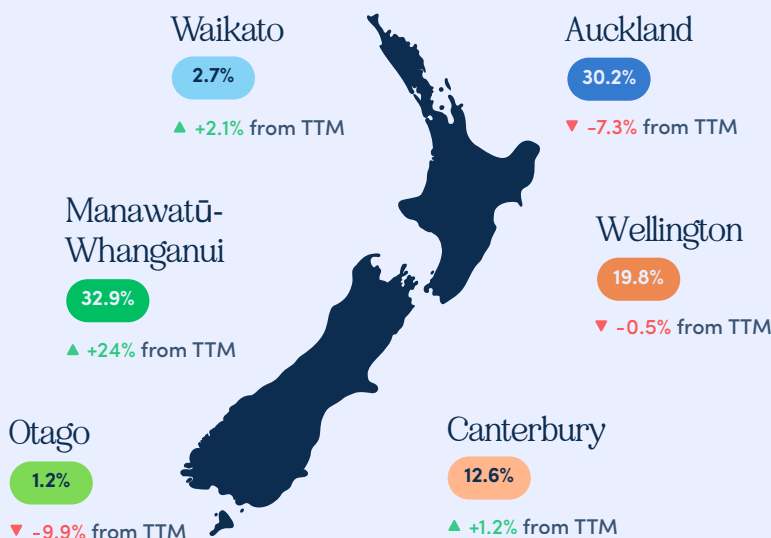 Waikato
2.7%
▲ +2.1% from TTM
Auckland
30.2%
▼ -7.3% from TTM
Manawatū-
Whanganui
32.9%
▲ +24% from TTM
Wellington
19.8%
▼ -0.5% from TTM
Otago
1.2%
▼ -9.9% from TTM
Canterbury
12.6%
▲ +1.2% from TTM